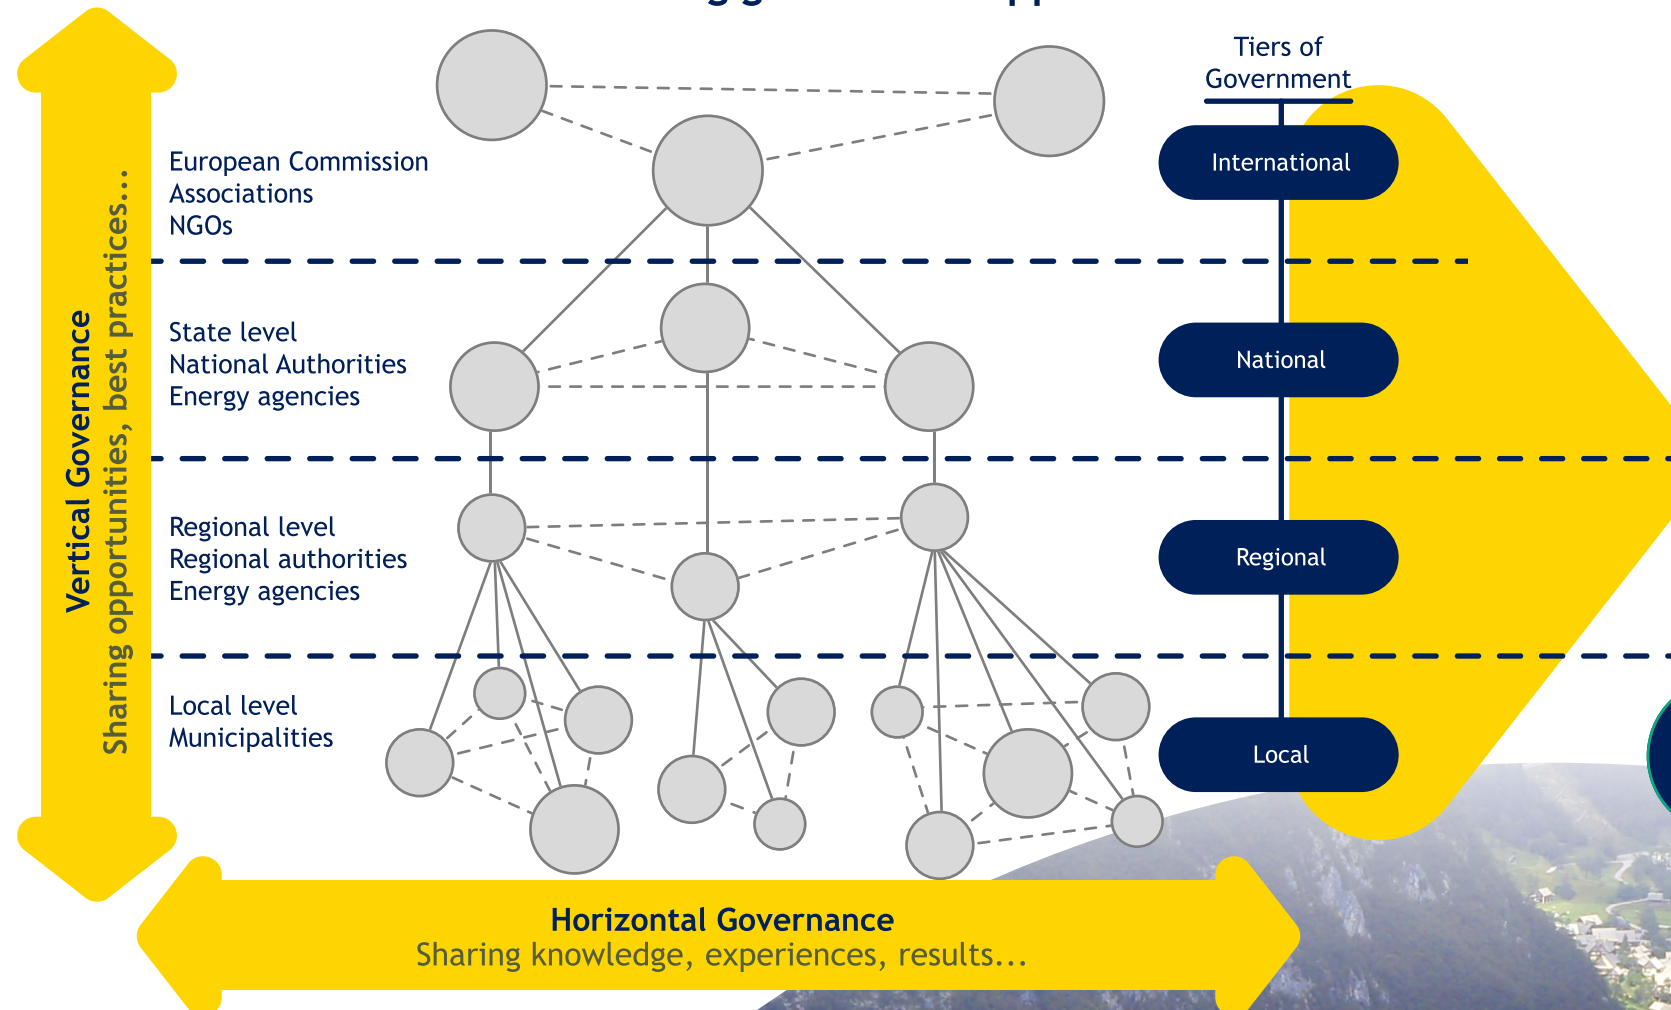 Tiers of
Government
European Commission
Associations
NGOs
International
State level
National Authorities
Energy agencies
National
Regional level
Regional authorities
Energy agencies
Regional
Local level
Municipalities
Local
Vertical Governance
Sharing opportunities, best practices...
Horizontal Governance
Sharing knowledge, experiences, results...